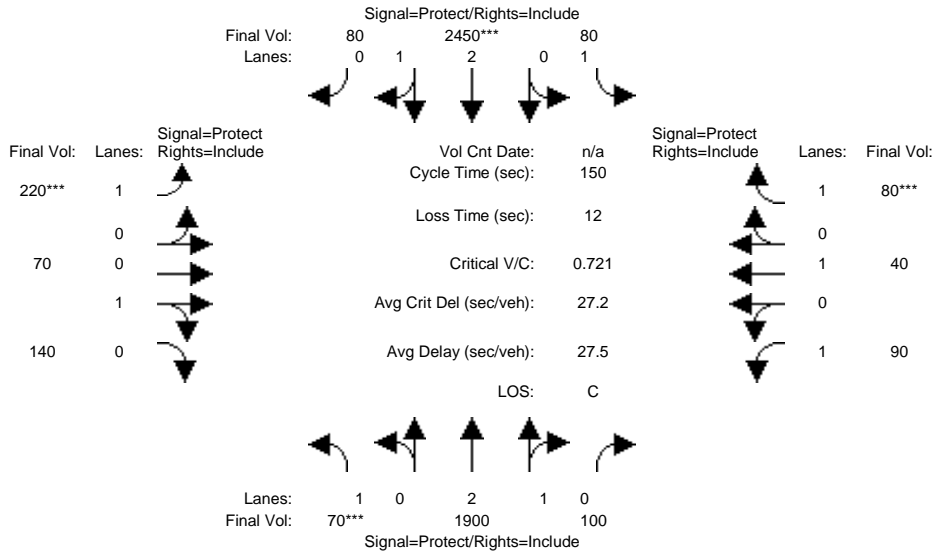 Signal=Protect/Rights=Include
Final Vol: 80 2450*** 80
Lanes: 0 1 2 0 1
Signal=Protect Signal=Protect
Final Vol: Lanes: Rights=Include Vol Cnt Date: n/a Rights=Include Lanes: Final Vol:
Cycle Time (sec): 150
220*** 1 1 80***
Loss Time (sec): 12
0 0
70 0 Critical V/C: 0.721 1 40
1 Avg Crit Del (sec/veh): 27.2 0
140 0 Avg Delay (sec/veh): 27.5 1 90
LOS: C
Lanes: 1 0 2 1 0
Final Vol: 70*** 1900 100
Signal=Protect/Rights=Include